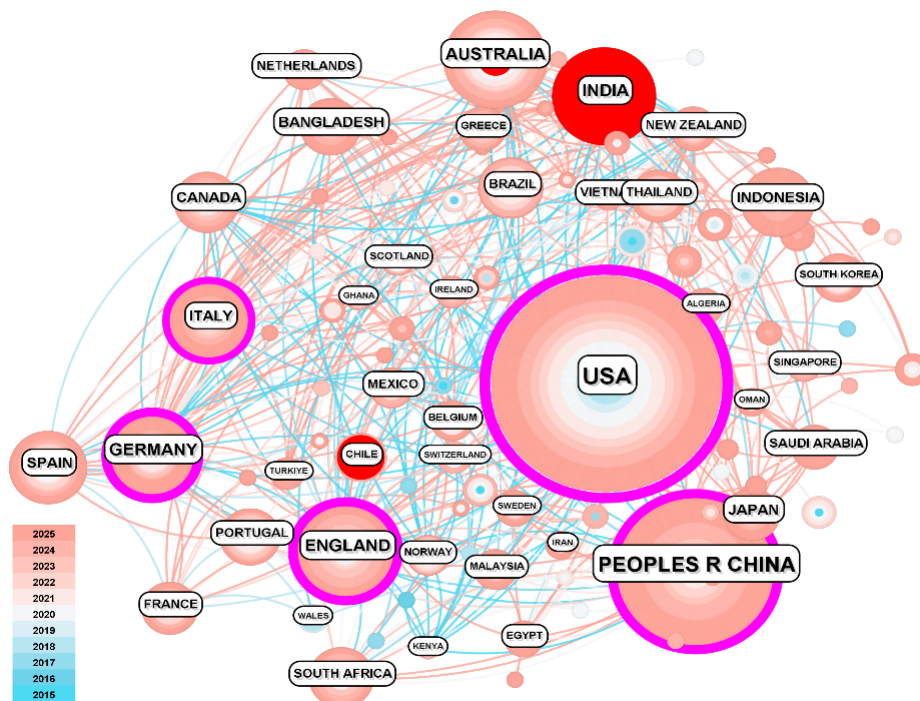 AUSTRALIA
NETHERLANDS
INDIA
BANGLADESH
GREECE
NEW ZEALAND
CANADA
BRAZIL
VIETNA
THAILAND
INDONESIA
SCOTLAND
SOUTH KOREA
GHANA
IRELAND
ALGERIA
ITALY
USA
SINGAPORE
MEXICO
OMAN
BELGIUM
SAUDI ARABIA
GERMANY
CHILE
SWITZERLAND
SPAIN
TURKIYE
SWEDEN
JAPAN
PORTUGAL
ENGLAND
NORWAY
IRAN
MALAYSIA
PEOPLES R CHINA
FRANCE
WALES
EGYPT
KENYA
SOUTH AFRICA
2025
2024
2023
2022
2021
2020
2019
2018
2017
2016
2015